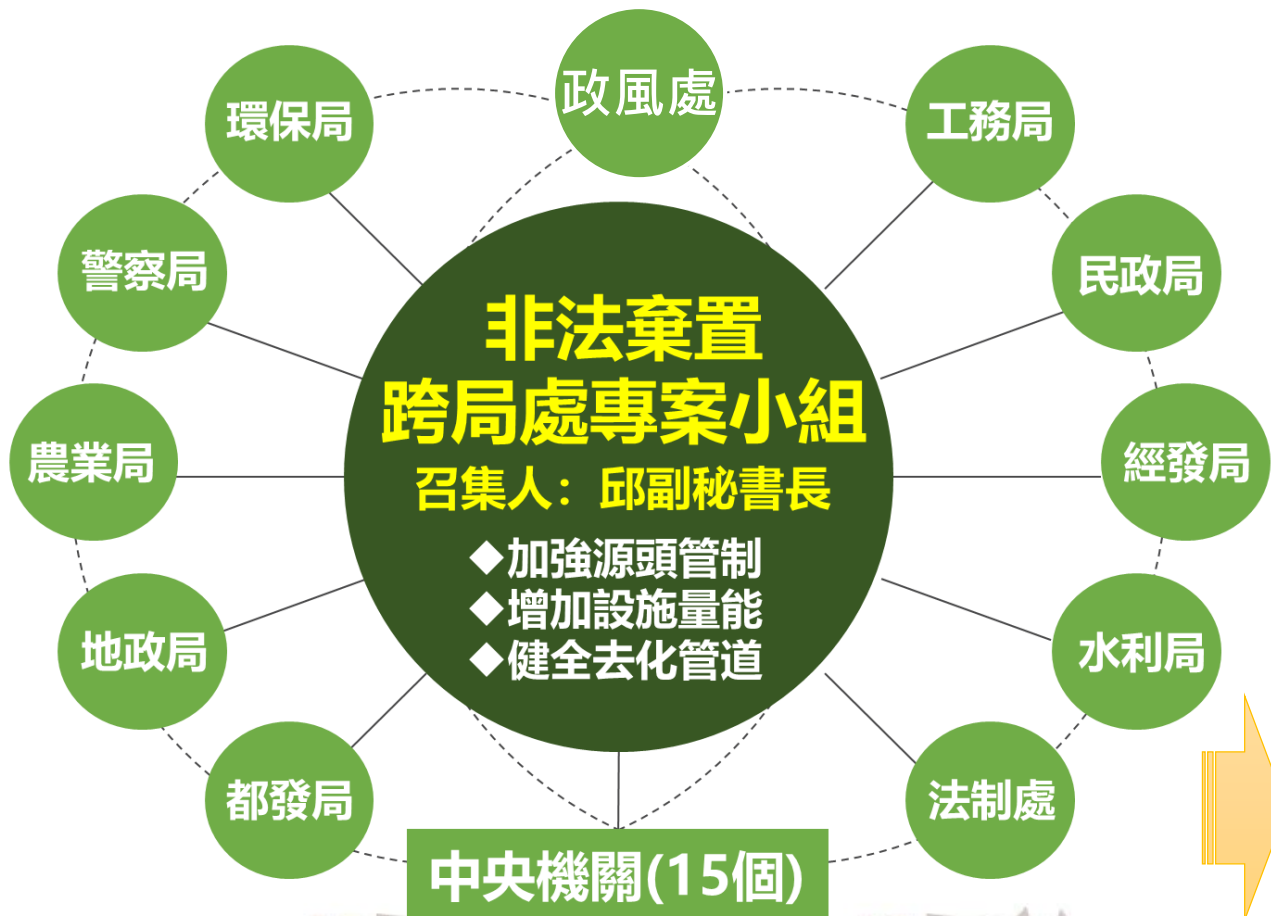 政風處
環保局
工務局
警察局
民政局
農業局
經發局
地政局
水利局
都發局
法制處
非法棄置
跨局處專案小組
召集人：邱副秘書長
◆加強源頭管制
◆增加設施量能
◆健全去化管道
中央機關(15個)